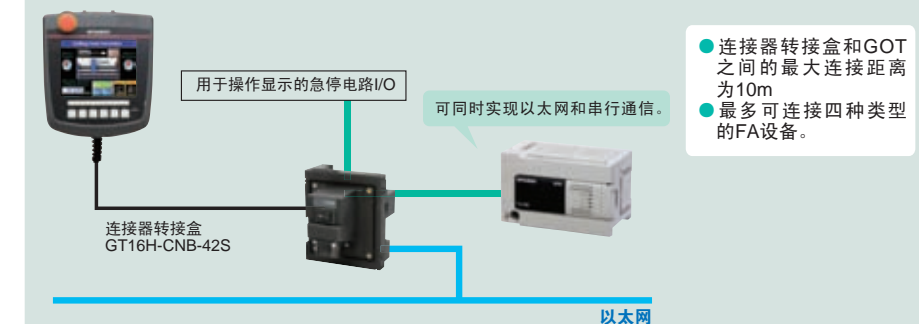 用于操作显示的急停电路I/O
可同时实现以太网和串行通信。
连接器转接盒
GT16H-CNB-42S
以太网
●连接器转接盒和GOT
之间的最大连接距离
为10m
●最多可连接四种类型
的FA设备。